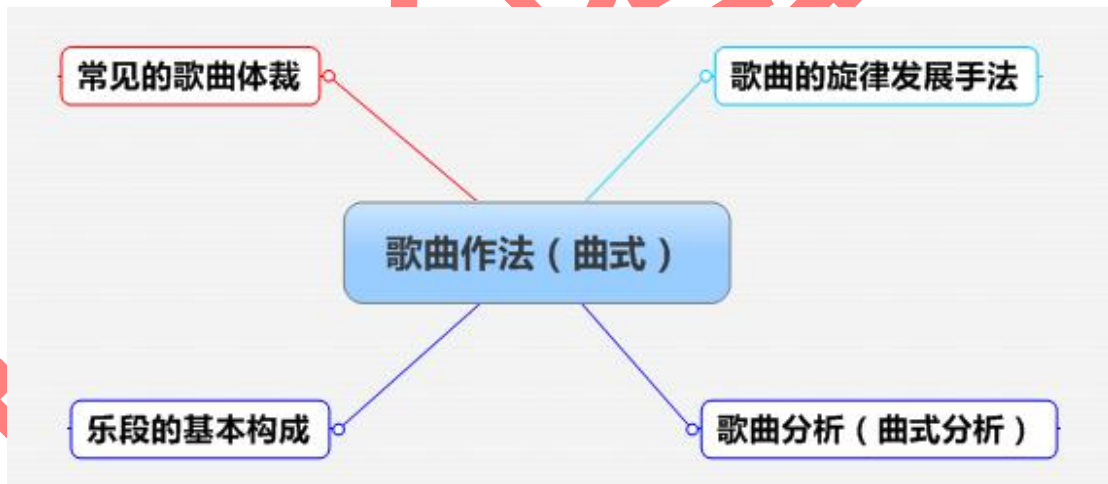 常见的歌曲体裁
歌曲的旋律发展手法
歌曲作法（曲式）
乐段的基本构成
歌曲分析（曲式分析）